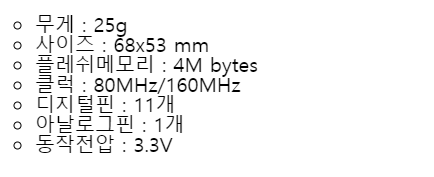 무게 : 25g
사이즈 : 68x53 mm
플레쉬메모리 : 4M bytes
클럭 : 80MHz/160MHz
디지털핀 : 11개
아날로그핀 : 1개
동작전압 : 3.3V